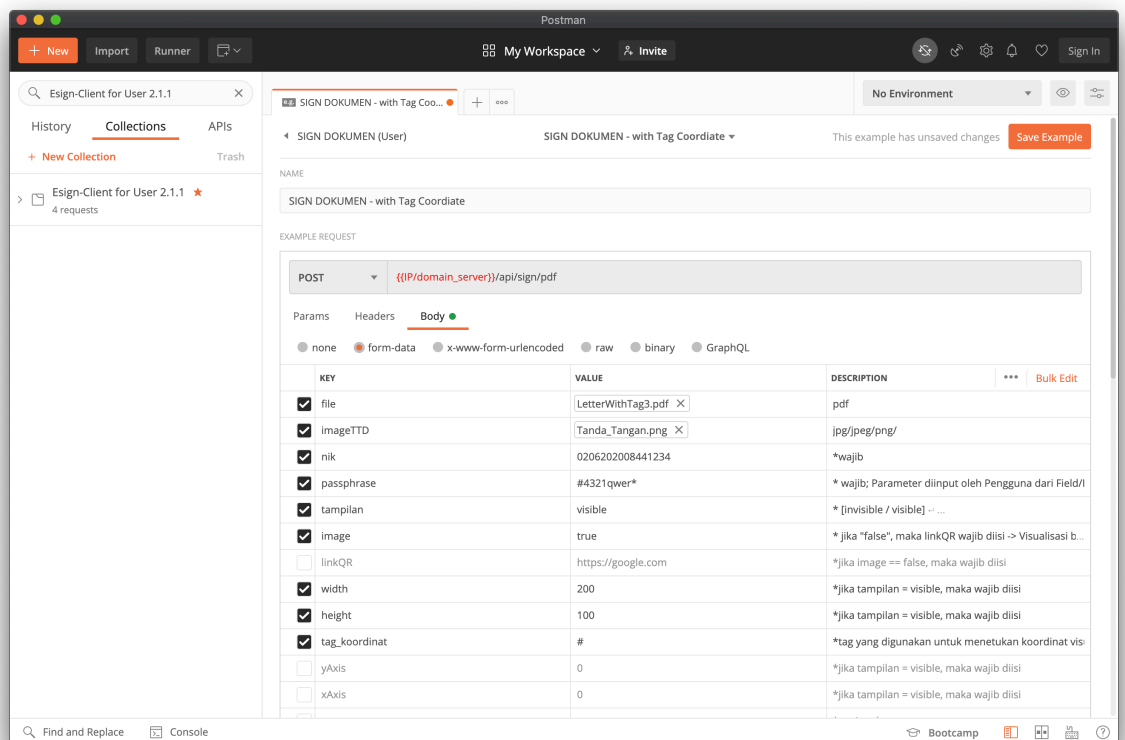 Postman
+ New
Import
Runner
My Workspace
Invite
Sign In
Esign-Client for User 2.1.1
History
Collections
APIs
+ New Collection
Trash
Esign-Client for User 2.1.1
4 requests
SIGN DOKUMEN - with Tag Coo...
No Environment
SIGN DOKUMEN (User)
SIGN DOKUMEN - with Tag Coordiate
This example has unsaved changes
Save Example
NAME
SIGN DOKUMEN - with Tag Coordiate
EXAMPLE REQUEST
POST
{{IP/domain_server}}/api/sign/pdf
Params
Headers
Body
none
form-data
x-www-form-urlencoded
raw
binary
GraphQL
KEY VALUE DESCRIPTION ••• Bulk Edit
file LetterWithTag3.pdf pdf
imageTTD Tanda_Tangan.png jpg/jpeg/png/
nik 0206202008441234 *wajib
passphrase #4321qwer* * wajib; Parameter diinput oleh Pengguna dari Field/
tampilan visible * [invisible / visible] ↵ ...
image true * jika "false", maka linkQR wajib diisi -> Visualisasi b...
linkQR https://google.com *jika image == false, maka wajib diisi
width 200 *jika tampilan = visible, maka wajib diisi
height 100 *jika tampilan = visible, maka wajib diisi
tag_koordinat # *tag yang digunakan untuk menetukan koordinat vis
yAxis 0 *jika tampilan = visible, maka wajib diisi
xAxis 0 *jika tampilan = visible, maka wajib diisi
Find and Replace
Console
Bootcamp